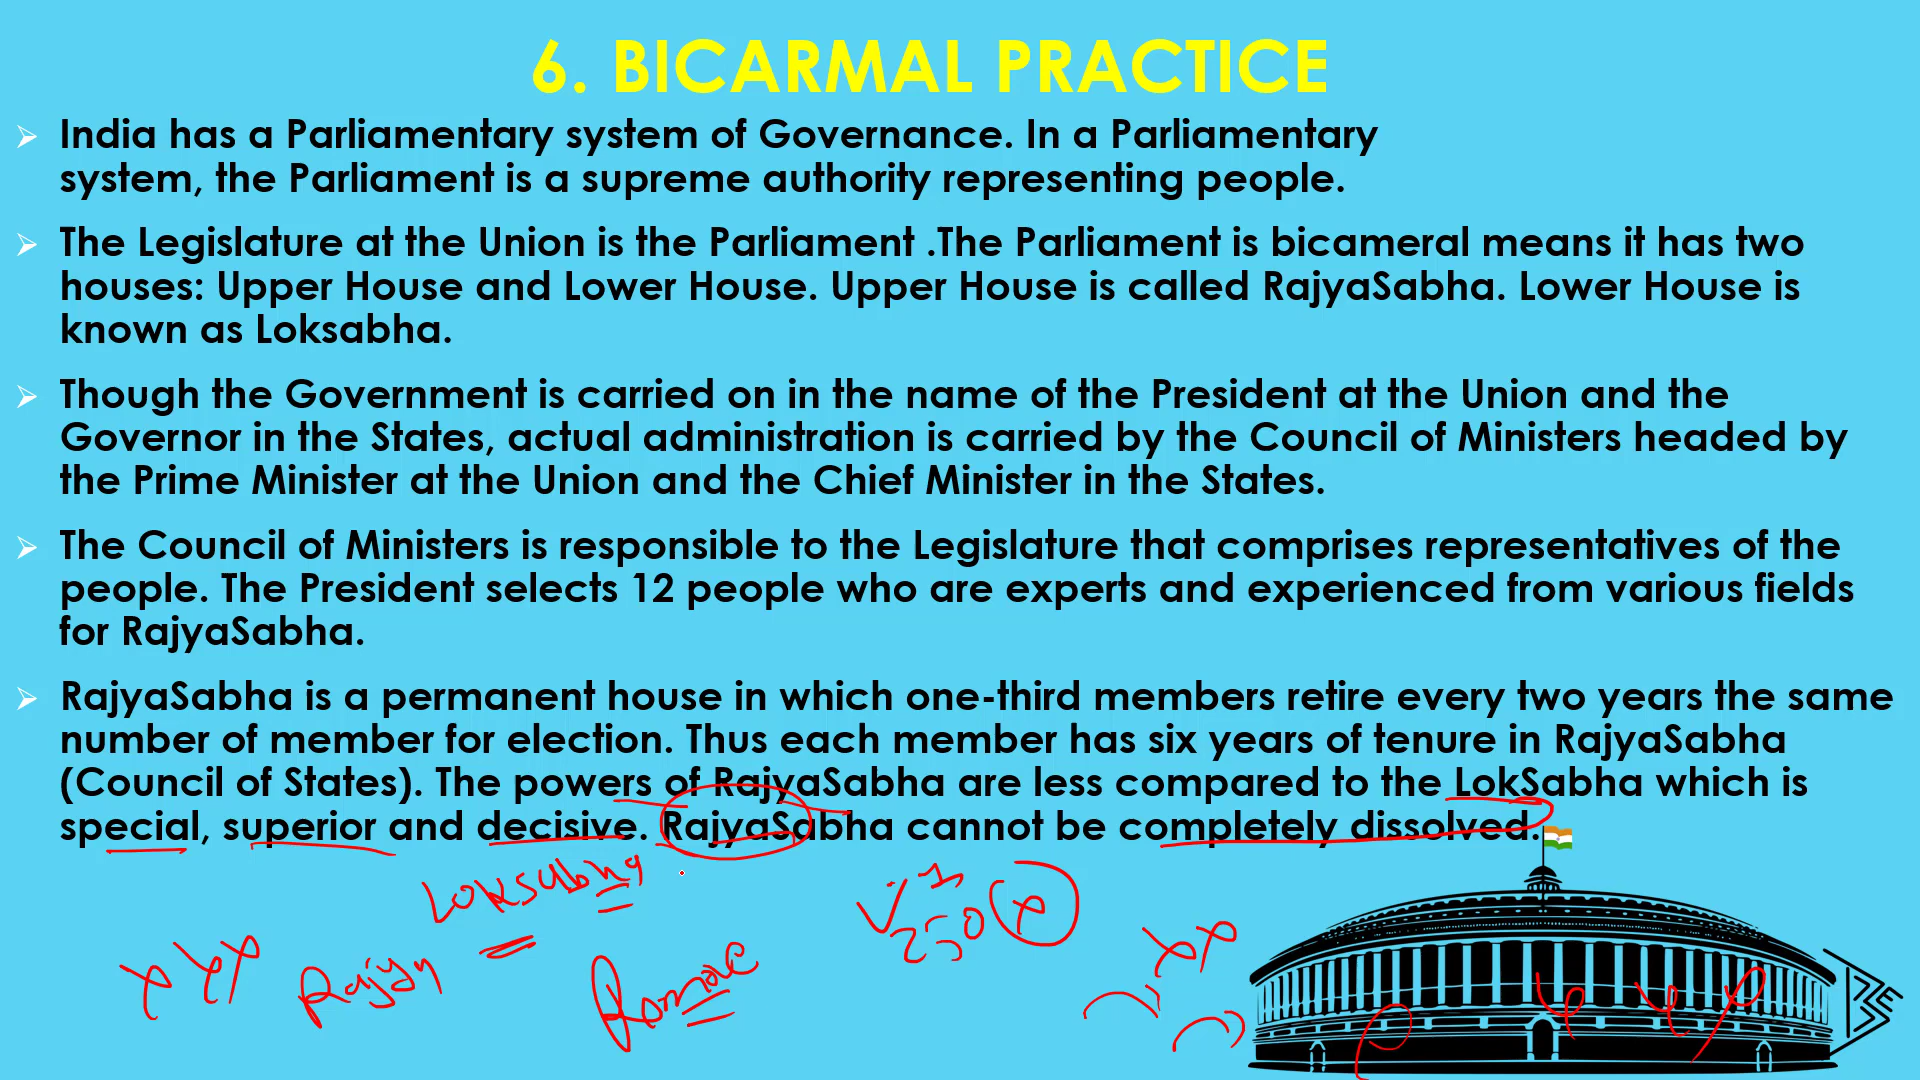 6. BICARMAL PRACTICE
India has a Parliamentary system of Governance. In a Parliamentary
system, the Parliament is a supreme authority representing people.
The Legislature at the Union is the Parliament .The Parliament is bicameral means it has two
houses: Upper House and Lower House. Upper House is called RajyaSabha. Lower House is
known as Loksabha.
Though the Government is carried on in the name of the President at the Union and the
Governor in the States, actual administration is carried by the Council of Ministers headed by
the Prime Minister at the Union and the Chief Minister in the States.
The Council of Ministers is responsible to the Legislature that comprises representatives of the
people. The President selects 12 people who are experts and experienced from various fields
for RajyaSabha.
RajyaSabha is a permanent house in which one-third members retire every two years the same
number of member for election. Thus each member has six years of tenure in RajyaSabha
(Council of States). The powers of RajyaSabha are less compared to the LokSabha which is
special, superior and decisive. RajyaSabha cannot be completely dissolved.
Loksabha
250
Rajya